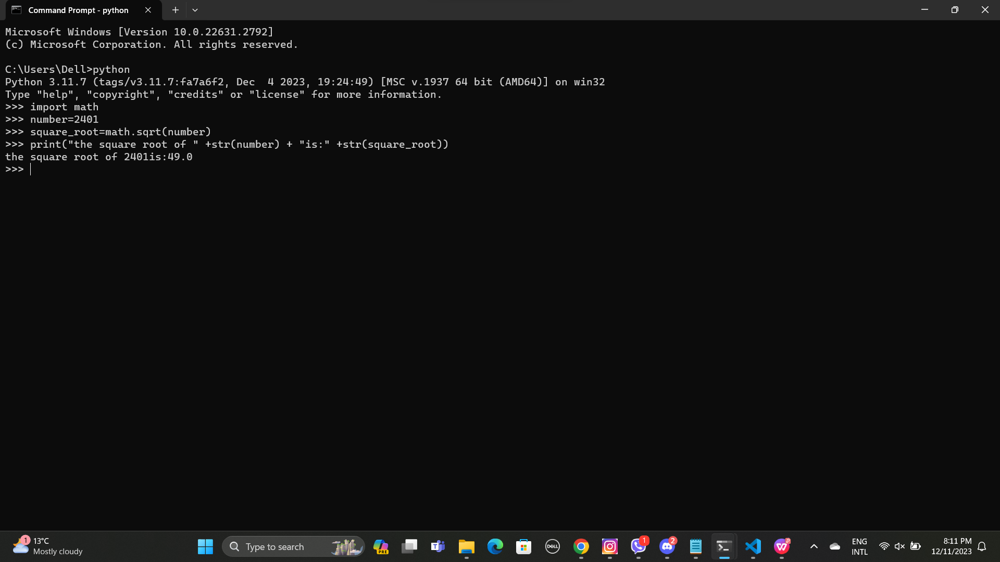 Command Prompt - python
Microsoft Windows [Version 10.0.22631.2792]
(c) Microsoft Corporation. All rights reserved.
C:\Users\Dell>python
Python 3.11.7 (tags/v3.11.7:fa7a6f2, Dec  4 2023, 19:24:49) [MSC v.1937 64 bit (AMD64)] on win32
Type "help", "copyright", "credits" or "license" for more information.
>>> import math
>>> number=2401
>>> square_root=math.sqrt(number)
>>> print("the square root of " +str(number) + "is:" +str(square_root))
the square root of 2401is:49.0
>>>
1
13°C
Mostly cloudy
Type to search
PRE
T
DELL
1
2
W
ENG
INTL
8:11 PM
12/11/2023